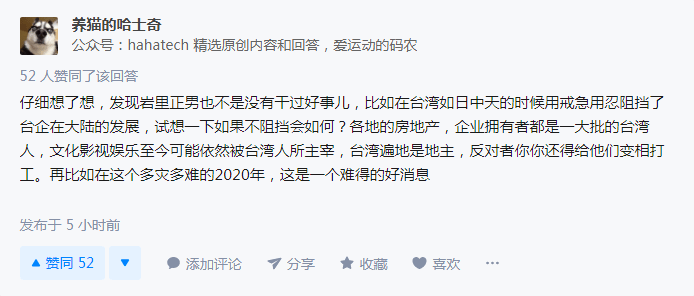 养猫的哈士奇
公众号：hahatech 精选原创内容和回答，爱运动的码农
52 人赞同了该回答
仔细想了想，发现岩里正男也不是没有干过好事儿，比如在台湾如日中天的时候用戒急用忍阻挡了
台企在大陆的发展，试想一下如果不阻挡会如何？各地的房地产，企业拥有者都是一大批的台湾
人，文化影视娱乐至今可能依然被台湾人所主宰，台湾遍地是地主，反对者你你还得给他们变相打
工。再比如在这个多灾多难的2020年，这是一个难得的好消息
发布于 5 小时前
赞同 52 添加评论 分享 收藏 喜欢